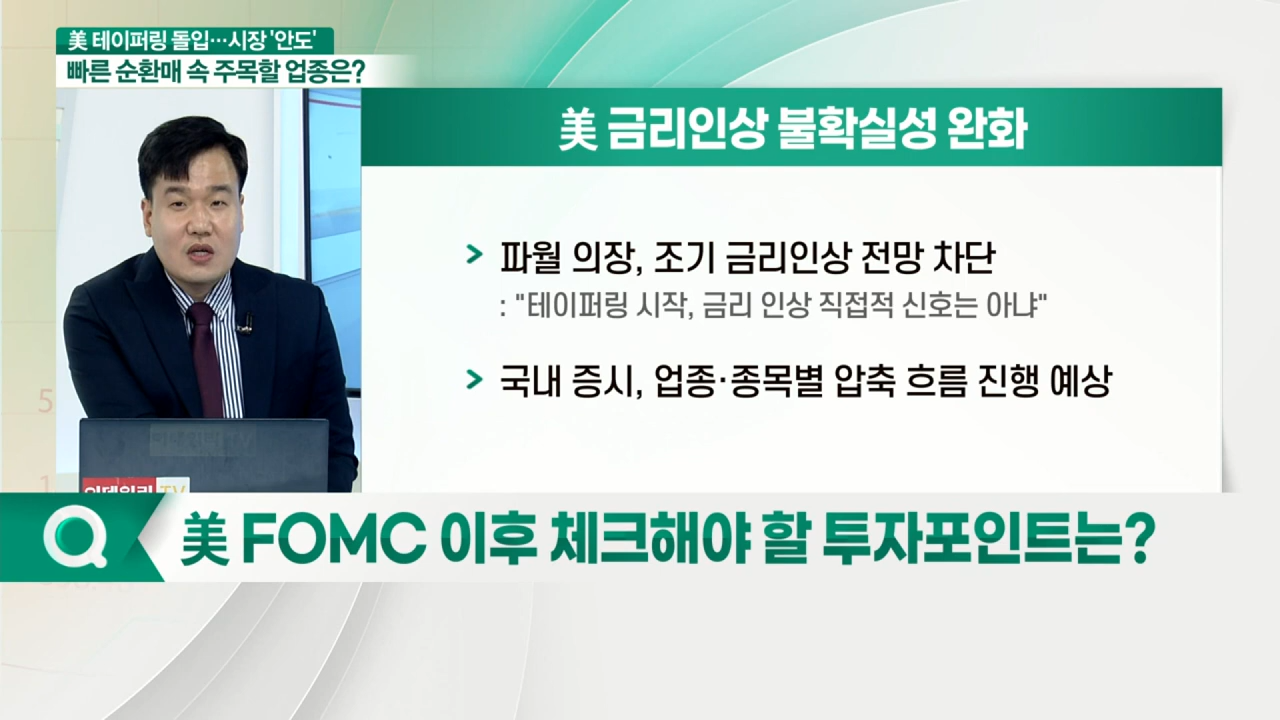 美 테이퍼링 돌입…시장 '안도'
빠른 순환매 속 주목할 업종은?
美 금리인상 불확실성 완화
> 파월 의장, 조기 금리인상 전망 차단
: "테이퍼링 시작, 금리 인상 직접적 신호는 아냐"
> 국내 증시, 업종·종목별 압축 흐름 진행 예상
이데일리 TV
Q 美 FOMC 이후 체크해야 할 투자포인트는?